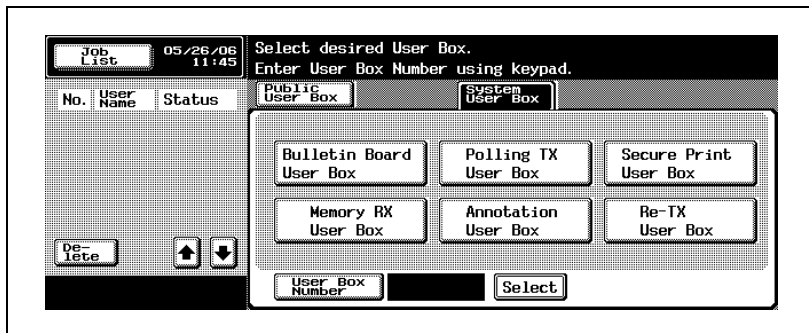 Job
List
05/26/06
11:45
Select desired User Box.
Enter User Box Number using keypad.
No. User Name Status
Public
User Box
System
User Box
Bulletin Board
User Box
Polling TX
User Box
Secure Print
User Box
Memory RX
User Box
Annotation
User Box
Re-TX
User Box
De-
lete
User Box
Number
Select